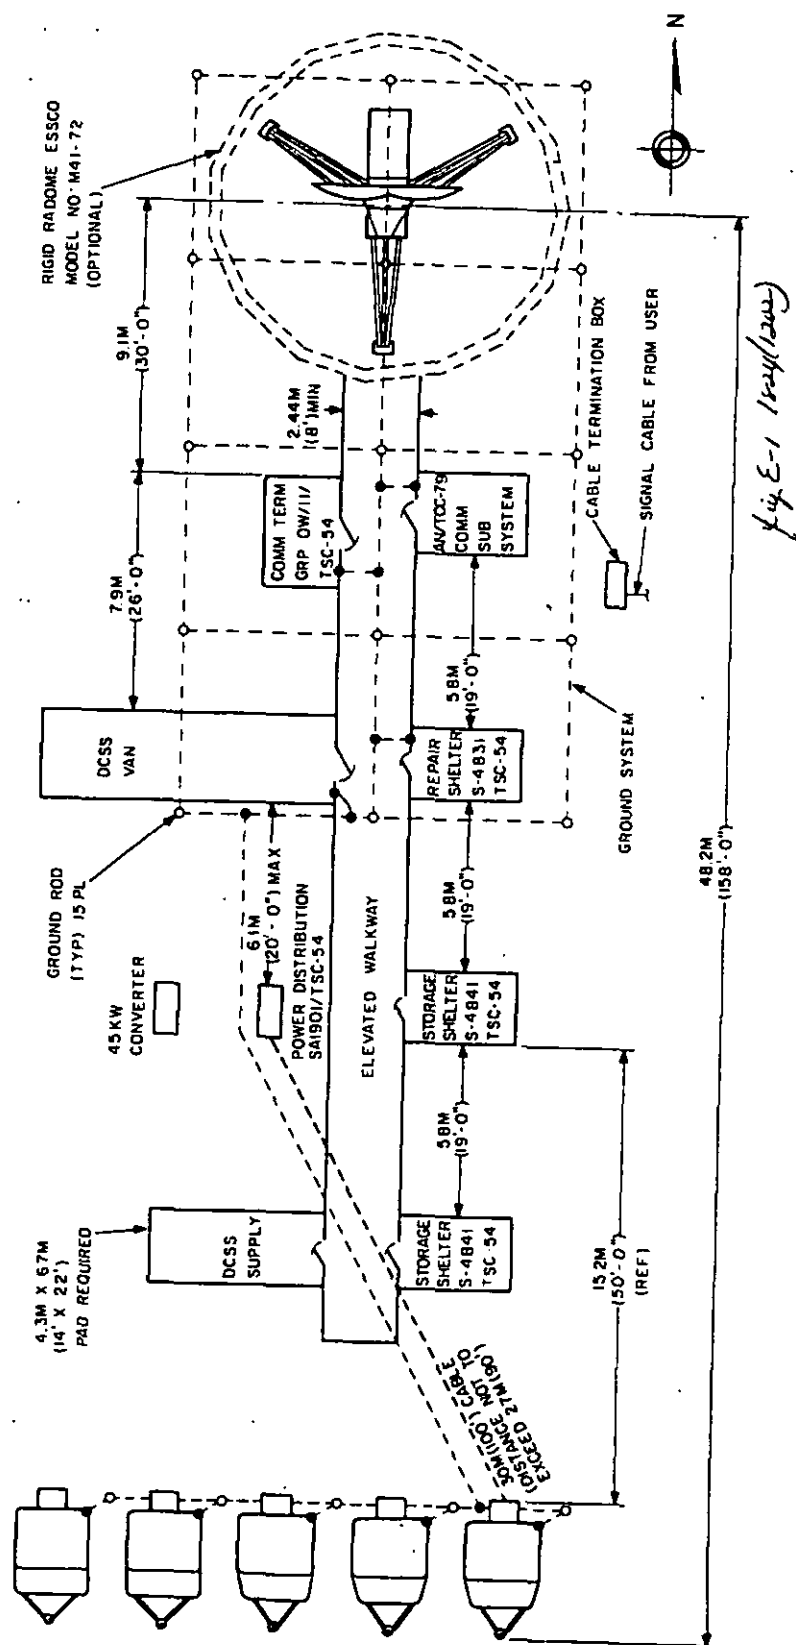 N
RIGID RADOME ESSCO
MODEL NO. M41-72
(OPTIONAL)
9.1M
(30'-0")
2.44M
(8') MIN
7.9M
(26'-0")
COMM TERM
GRP OW/11/
TSC-54
AN/TCC-79
COMM
SUB
SYSTEM
CABLE TERMINATION BOX
SIGNAL CABLE FROM USER
fig E-1
5.8M
(19'-0")
DCSS
VAN
REPAIR
SHELTER
S-4831
TSC-54
GROUND SYSTEM
GROUND ROD
(TYP) 15 PL
6.1M
(20'-0") MAX
5.8M
(19'-0")
48.2M
(158'-0")
45KW
CONVERTER
POWER DISTRIBUTION
SA1901/TSC-54
ELEVATED WALKWAY
STORAGE
SHELTER
S-4841
TSC-54
5.8M
(19'-0")
4.3M X 6.7M
(14' X 22')
PAD REQUIRED
DCSS
SUPPLY
STORAGE
SHELTER
S-4841
TSC-54
15.2M
(50'-0")
(REF)
30M(100') CABLE
(DISTANCE NOT TO
EXCEED 27M(90')